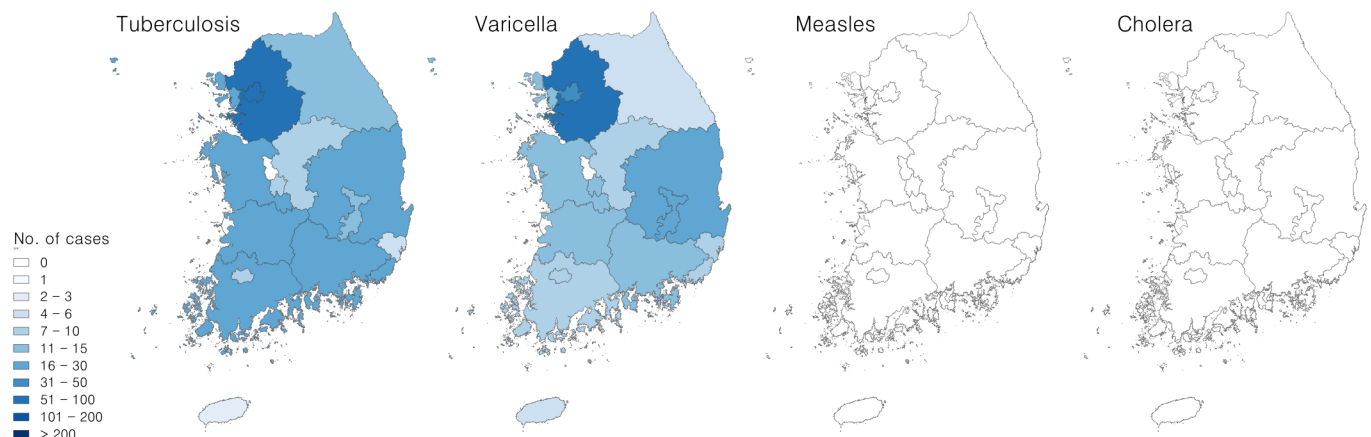 Tuberculosis
Varicella
Measles
Cholera
No. of cases
0
1
2 – 3
4 – 6
7 – 10
11 – 15
16 – 30
31 – 50
51 – 100
101 – 200
> 200